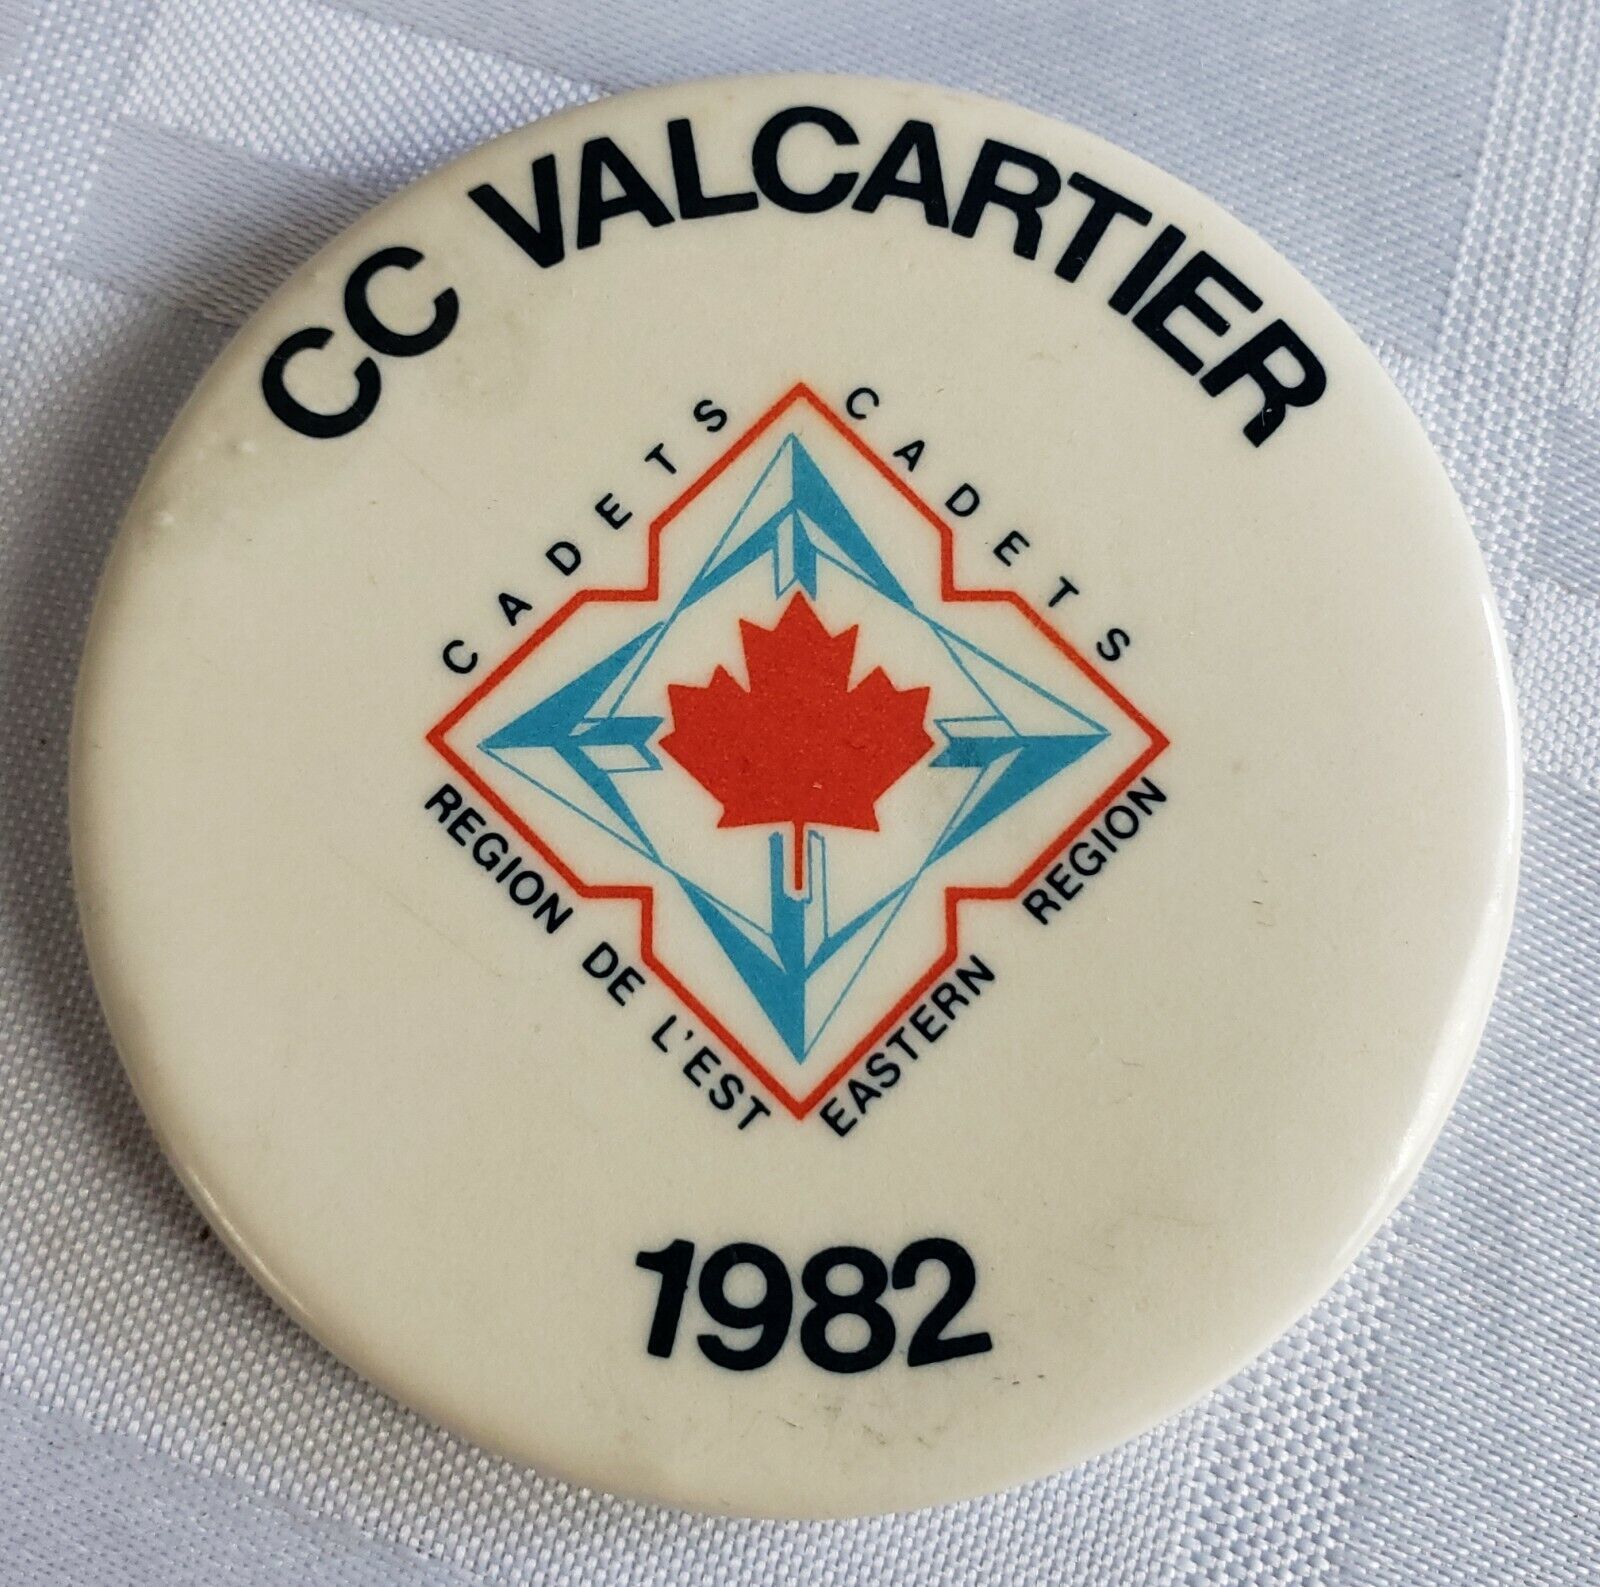 CC VALCARTIER
CADETS CADETS
REGION DE L'EST
EASTERN REGION
1982